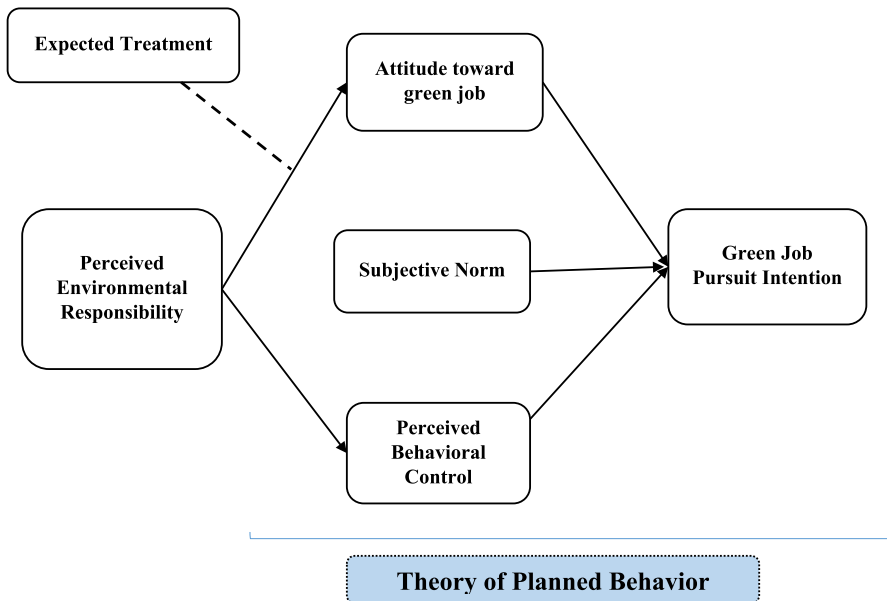 Expected Treatment
Attitude toward
green job
Perceived
Environmental
Responsibility
Subjective Norm
Green Job
Pursuit Intention
Perceived
Behavioral
Control
Theory of Planned Behavior